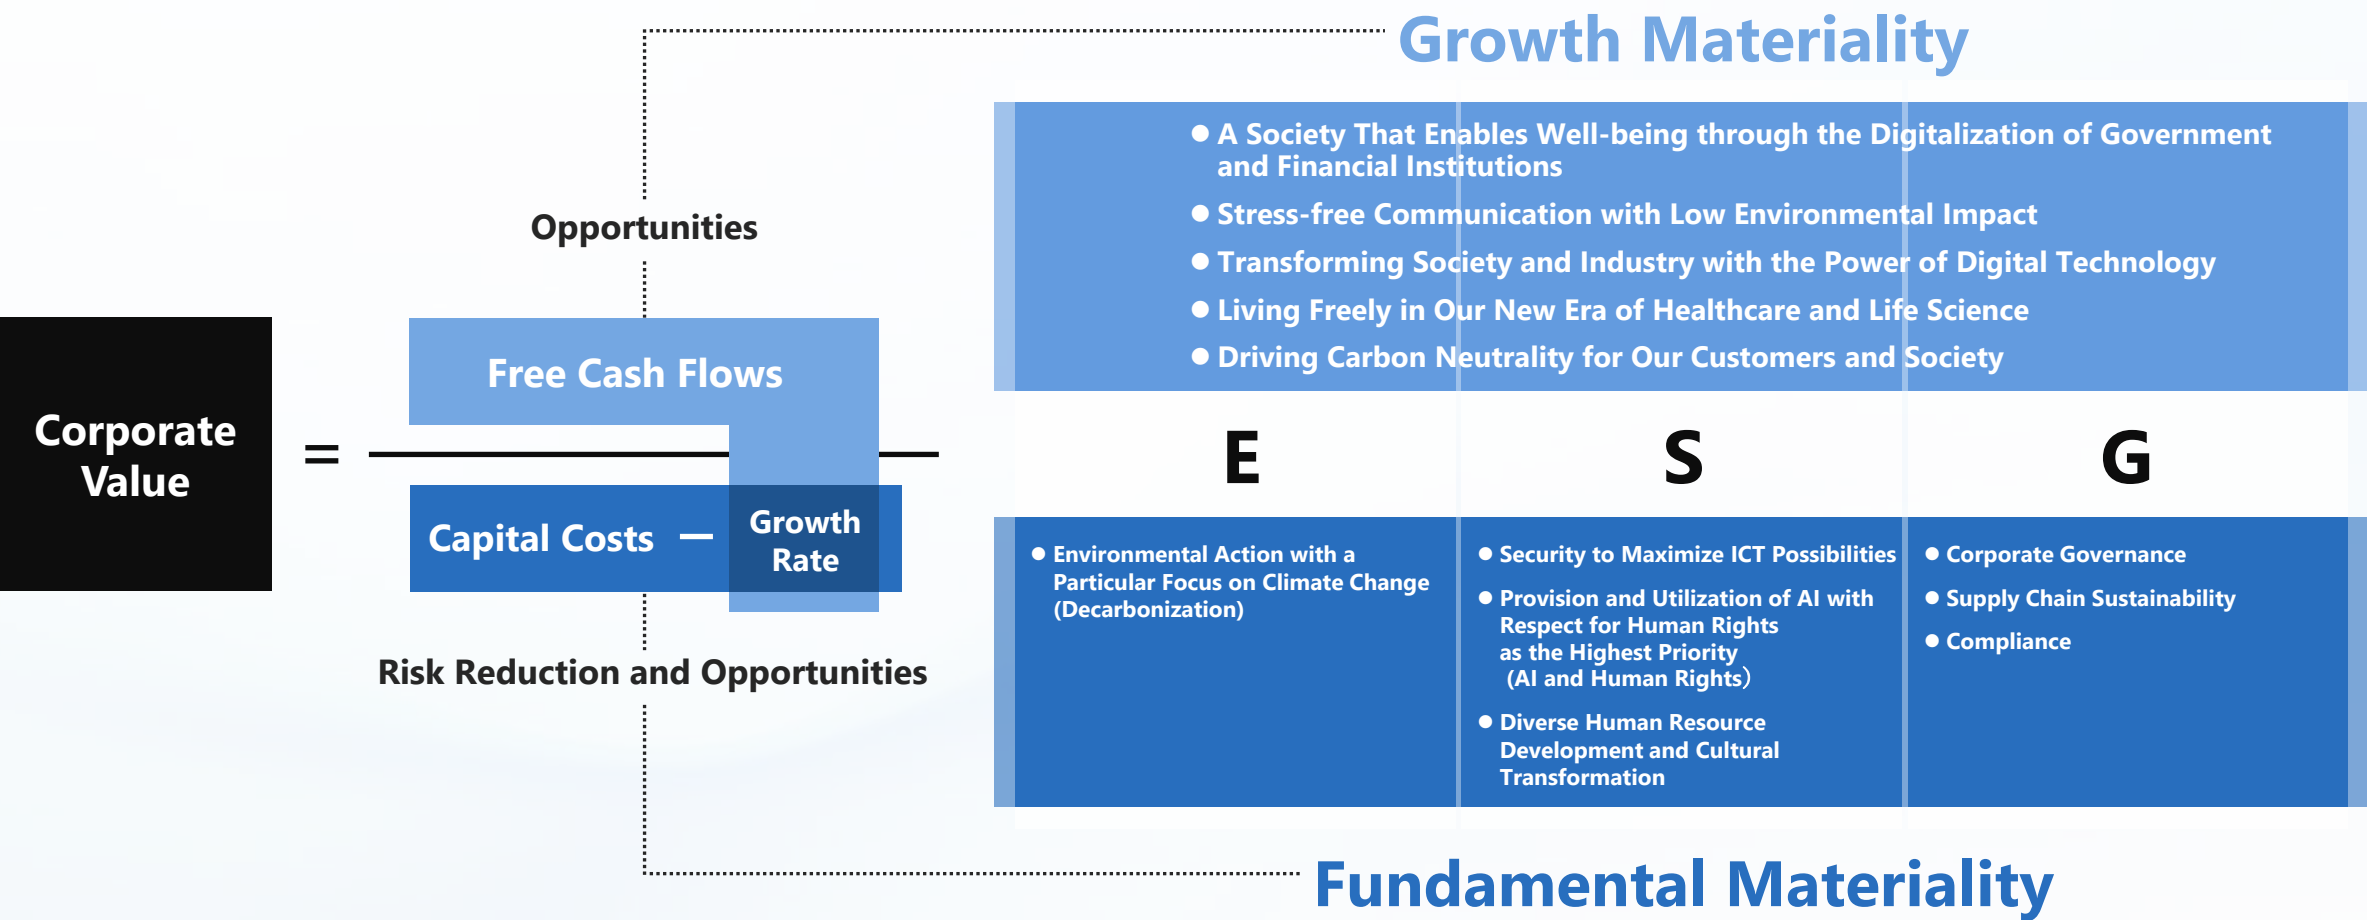 Growth Materiality
● A Society That Enables Well-being through the Digitalization of Government
and Financial Institutions
● Stress-free Communication with Low Environmental Impact
● Transforming Society and Industry with the Power of Digital Technology
● Living Freely in Our New Era of Healthcare and Life Science
● Driving Carbon Neutrality for Our Customers and Society
Opportunities
Corporate
Value
=
Free Cash Flows
Capital Costs －
Growth
Rate
Risk Reduction and Opportunities
E
S
G
● Environmental Action with a
Particular Focus on Climate Change
(Decarbonization)
● Security to Maximize ICT Possibilities
● Provision and Utilization of AI with
Respect for Human Rights
as the Highest Priority
(AI and Human Rights）
● Diverse Human Resource
Development and Cultural
Transformation
● Corporate Governance
● Supply Chain Sustainability
● Compliance
Fundamental Materiality